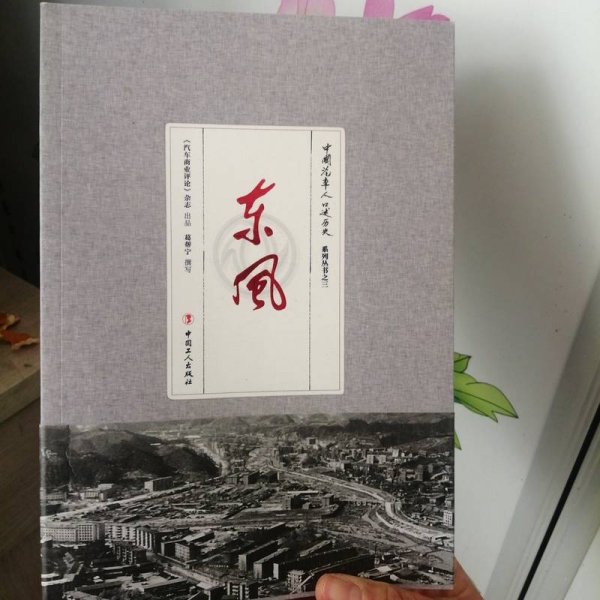 中国汽车人口述历史 系列丛书之三
东风
《汽车商业评论》杂志 出品 葛帮宁 撰写
中国工人出版社